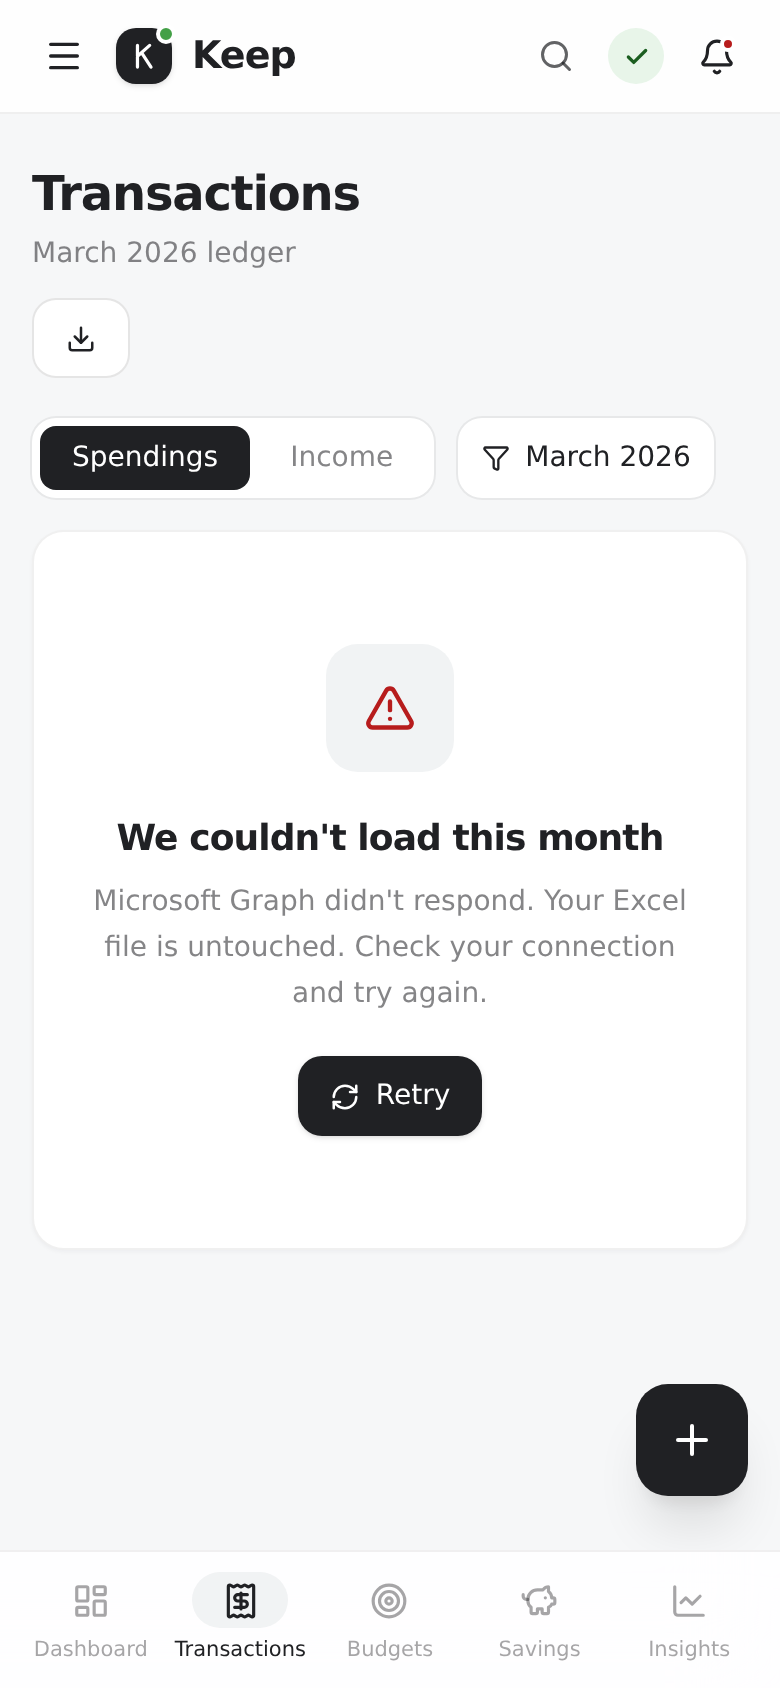 K Keep
Transactions
March 2026 ledger
Spendings Income March 2026
We couldn't load this month
Microsoft Graph didn't respond. Your Excel
file is untouched. Check your connection
and try again.
Retry
Dashboard Transactions Budgets Savings Insights